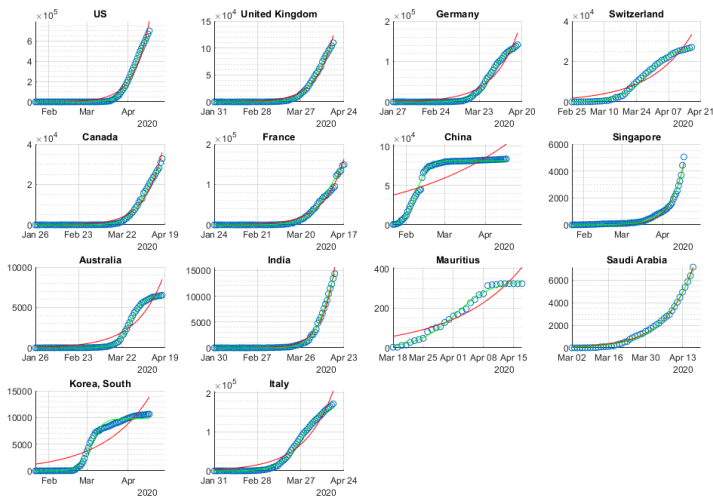 US
×10^5
6
4
2
0
Feb Mar Apr
2020
United Kingdom
×10^4
15
10
5
0
Jan 31 Feb 28 Mar 27 Apr 24
2020
Germany
×10^5
2
1
0
Jan 27 Feb 24 Mar 23 Apr 20
2020
Switzerland
×10^4
4
2
0
Feb 25 Mar 10 Mar 24 Apr 07 Apr 21
2020
Canada
×10^4
4
2
0
Jan 26 Feb 23 Mar 22 Apr 19
2020
France
×10^5
2
1
0
Jan 24 Feb 21 Mar 20 Apr 17
2020
China
×10^4
10
5
0
Feb Mar Apr
2020
Singapore
6000
4000
2000
0
Feb Mar Apr
2020
Australia
10000
5000
0
Jan 26 Feb 23 Mar 22 Apr 19
2020
India
15000
10000
5000
0
Jan 30 Feb 28 Mar 27 Apr 23
2020
Mauritius
400
200
0
Mar 18 Mar 25 Apr 01 Apr 08 Apr 15
2020
Saudi Arabia
6000
4000
2000
0
Mar 02 Mar 16 Mar 30 Apr 13
2020
Korea, South
15000
10000
5000
0
Feb Mar Apr
2020
Italy
×10^5
2
1
0
Jan 31 Feb 28 Mar 27 Apr 24
2020